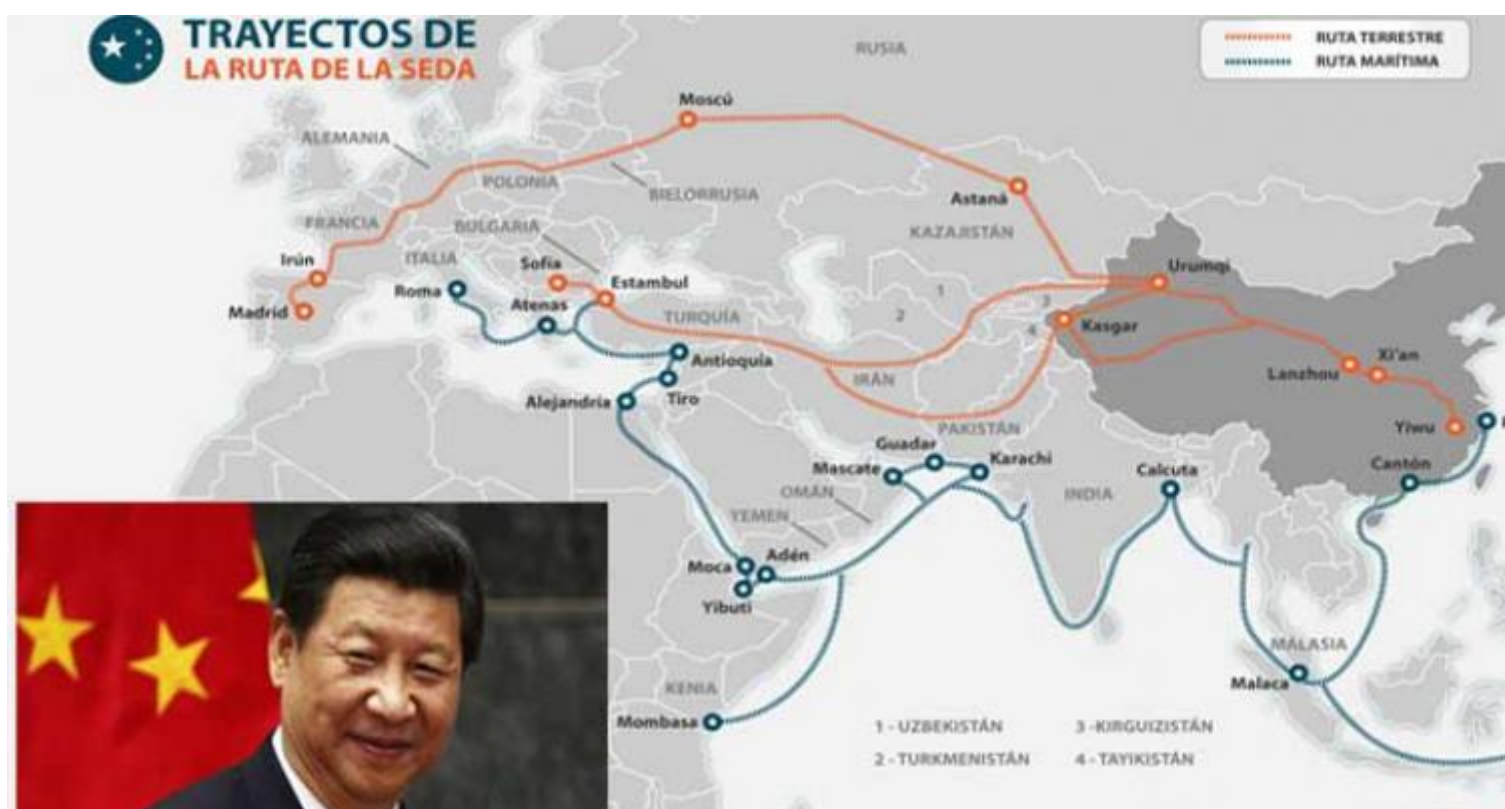 TRAYECTOS DE
LA RUTA DE LA SEDA
RUTA TERRESTRE
RUTA MARÍTIMA
RUSIA
Moscú
ALEMANIA
POLONIA
BIELORRUSIA
Astaná
FRANCIA
BULGARIA
KAZAJISTÁN
Irún
ITALIA
Sofía
Estambul
Urumqi
Roma
Atenas
Madrid
TURQUÍA
1
2
3
4
Kasgar
Antioquía
IRÁN
Xi'an
Lanzhou
Alejandría
Tiro
PAKISTÁN
Yiwu
Guadar
Mascate
Karachi
Calcuta
Cantón
OMÁN
INDIA
YEMEN
Moca
Adén
Yibuti
MALASIA
Malaca
KENIA
Mombasa
1 - UZBEKISTÁN
3 -KIRGUIZISTÁN
2 -TURKMENISTÁN
4 -TAYIKISTÁN